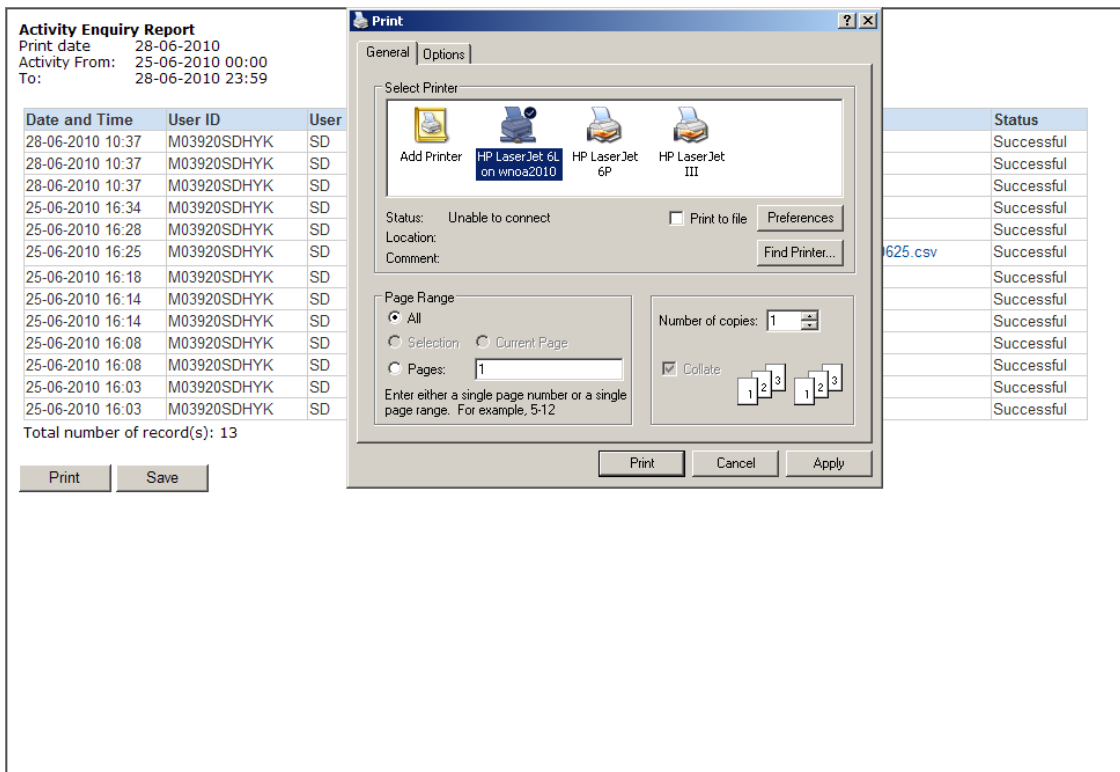 Activity Enquiry Report
Print date 28-06-2010
Activity From: 25-06-2010 00:00
To: 28-06-2010 23:59
Date and Time User ID User Status
28-06-2010 10:37 M03920SDHYK SD Successful
28-06-2010 10:37 M03920SDHYK SD Successful
28-06-2010 10:37 M03920SDHYK SD Successful
25-06-2010 16:34 M03920SDHYK SD Successful
25-06-2010 16:28 M03920SDHYK SD Successful
25-06-2010 16:25 M03920SDHYK SD 0625.csv Successful
25-06-2010 16:18 M03920SDHYK SD Successful
25-06-2010 16:14 M03920SDHYK SD Successful
25-06-2010 16:14 M03920SDHYK SD Successful
25-06-2010 16:08 M03920SDHYK SD Successful
25-06-2010 16:08 M03920SDHYK SD Successful
25-06-2010 16:03 M03920SDHYK SD Successful
25-06-2010 16:03 M03920SDHYK SD Successful
Total number of record(s): 13
Print Save
Print
General Options
Select Printer
Add Printer HP LaserJet 6L HP LaserJet HP LaserJet
on wnoa2010 6P III
Status: Unable to connect Print to file Preferences
Location:
Comment: Find Printer...
Page Range
All Number of copies: 1
Selection Current Page
Pages: 1 Collate
Enter either a single page number or a single
page range. For example, 5-12
1 2 3 1 2 3
Print Cancel Apply